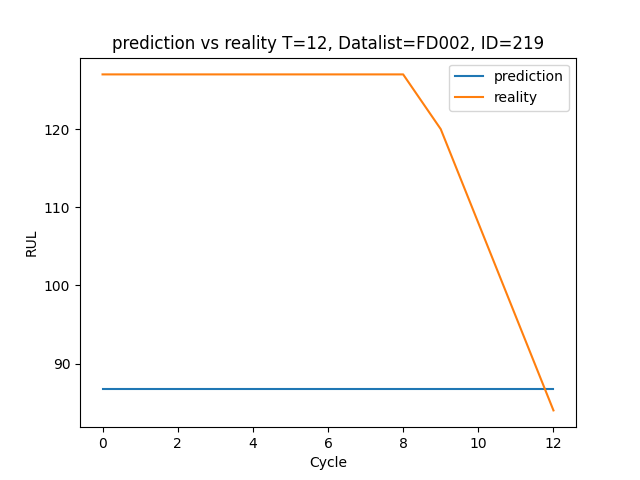 prediction vs reality T=12, Datalist=FD002, ID=219
prediction
reality
120
110
100
90
RUL
0 2 4 6 8 10 12
Cycle